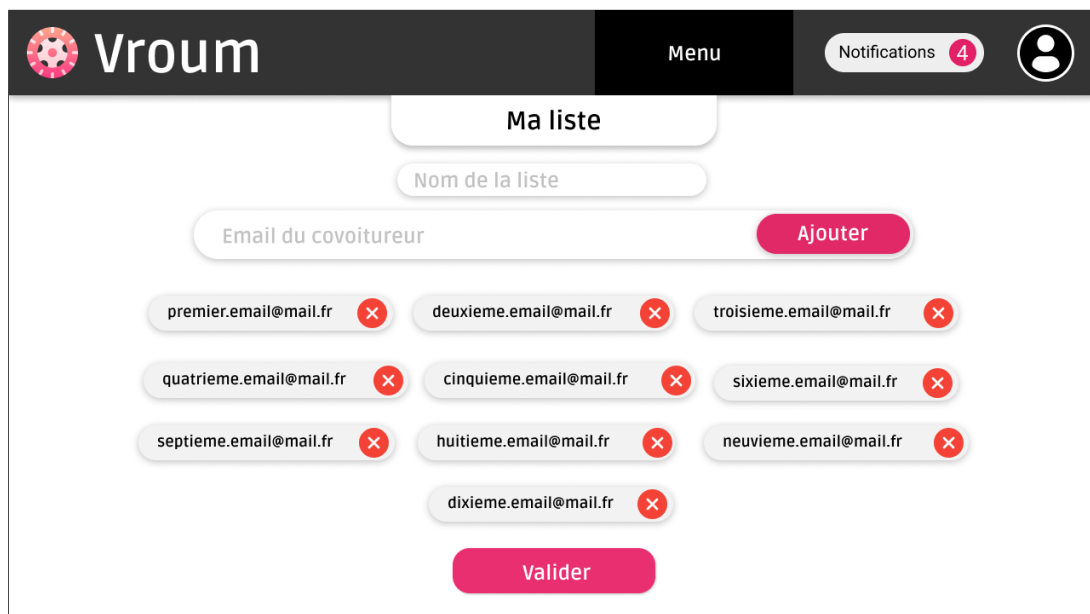 Vroum
Menu
Notifications 4
Ma liste
Nom de la liste
Email du covoitureur
Ajouter
premier.email@mail.fr
deuxieme.email@mail.fr
troisieme.email@mail.fr
quatrieme.email@mail.fr
cinquieme.email@mail.fr
sixieme.email@mail.fr
septieme.email@mail.fr
huitieme.email@mail.fr
neuvieme.email@mail.fr
dixieme.email@mail.fr
Valider